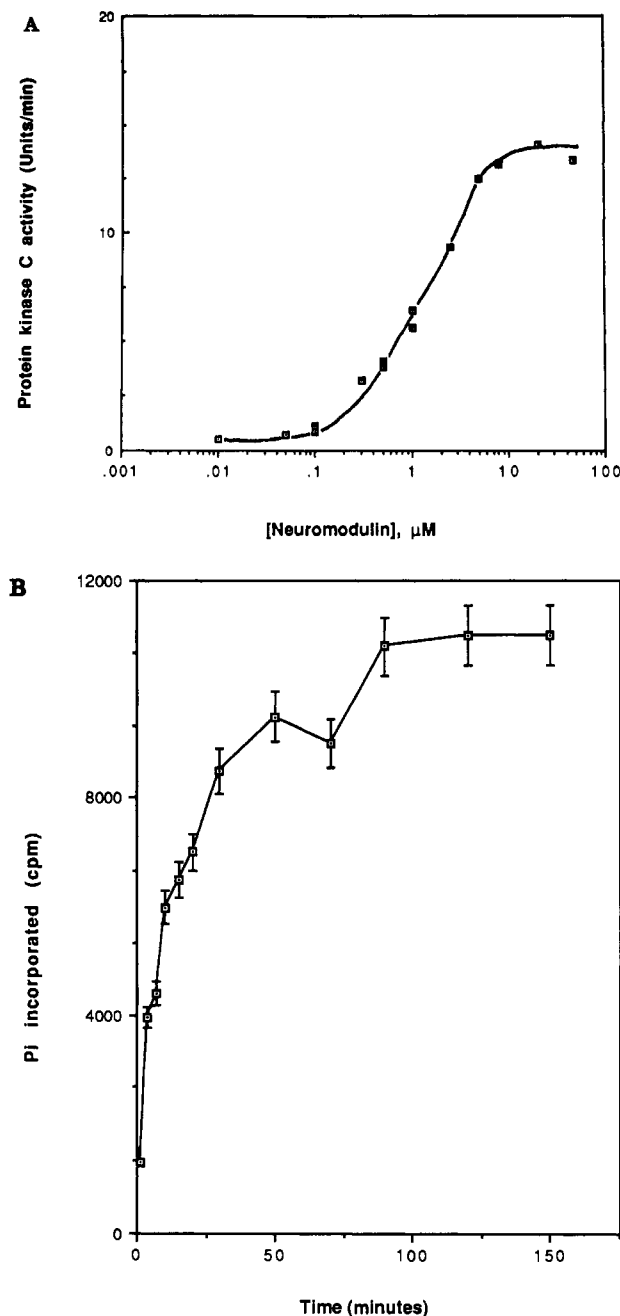 A
Protein kinase C activity (Units/min)
20
10
0
.001
.01
.1
1
10
100
[Neuromodulin], µM
B
Pi incorporated (cpm)
12000
8000
4000
0
0
50
100
150
Time (minutes)